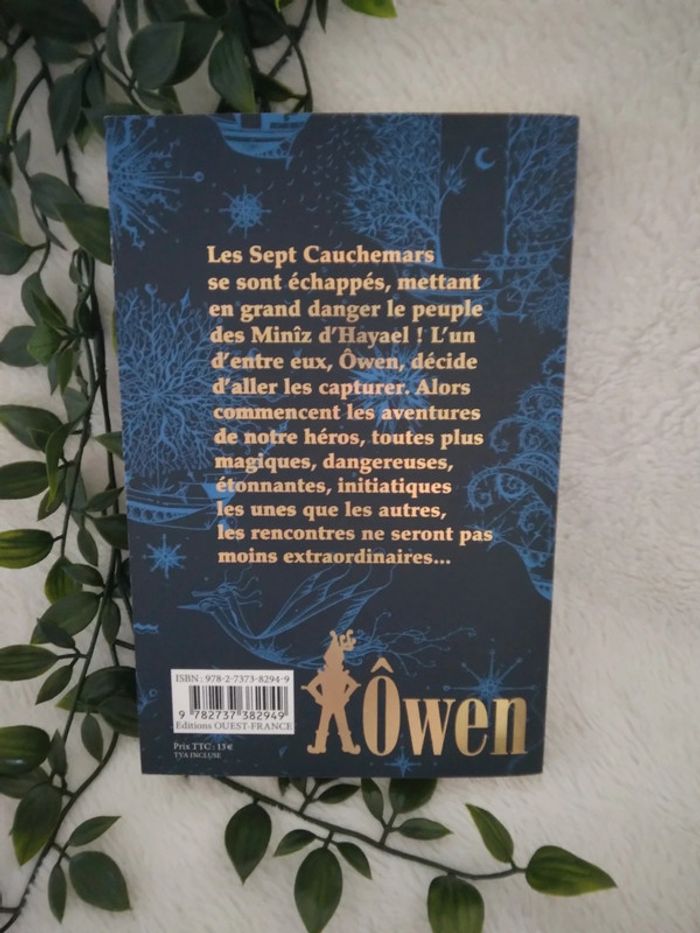 Les Sept Cauchemars
se sont échappés, mettant
en grand danger le peuple
des Minîz d'Hayael ! L'un
d'entre eux, Ôwen, décide
d'aller les capturer. Alors
commencent les aventures
de notre héros, toutes plus
magiques, dangereuses,
étonnantes, initiatiques
les unes que les autres,
les rencontres ne seront pas
moins extraordinaires...
ISBN : 978-2-7373-8294-9
9 782737 382949
Editions OUEST-FRANCE
Prix TTC : 13 €
TVA INCLUSE
Ôwen